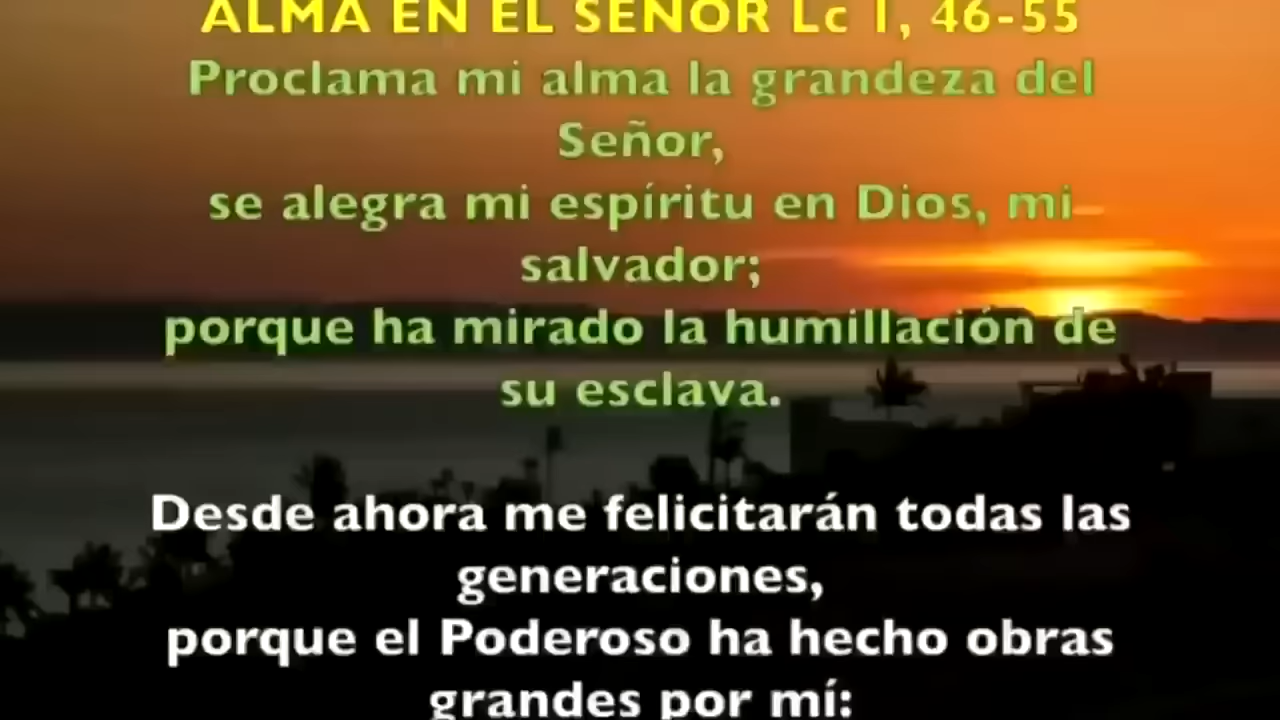 ALMA EN EL SEÑOR Lc 1, 46-55
Proclama mi alma la grandeza del
Señor,
se alegra mi espíritu en Dios, mi
salvador;
porque ha mirado la humillación de
su esclava.
Desde ahora me felicitarán todas las
generaciones,
porque el Poderoso ha hecho obras
grandes por mí: